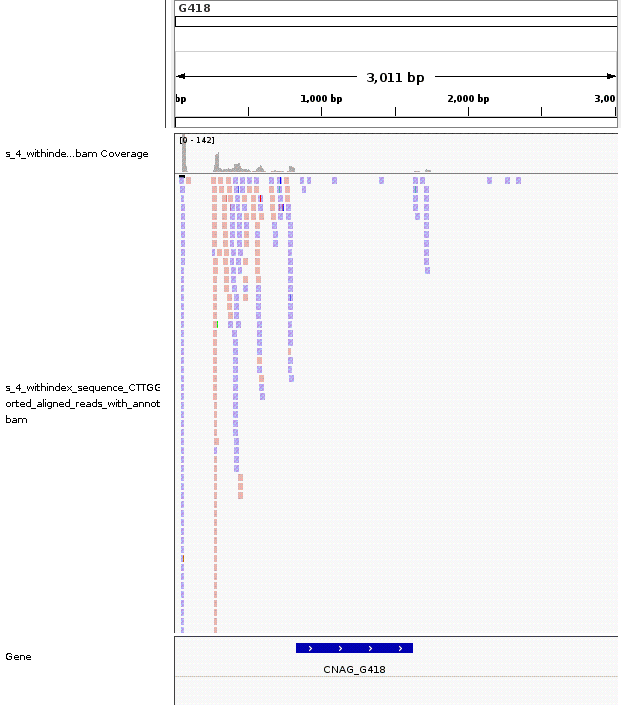 G418
3,011 bp
bp
1,000 bp
2,000 bp
3,00
[0 - 142]
s_4_withinde...bam Coverage
s_4_withindex_sequence_CTTGG
orted_aligned_reads_with_annot
bam
Gene
CNAG_G418